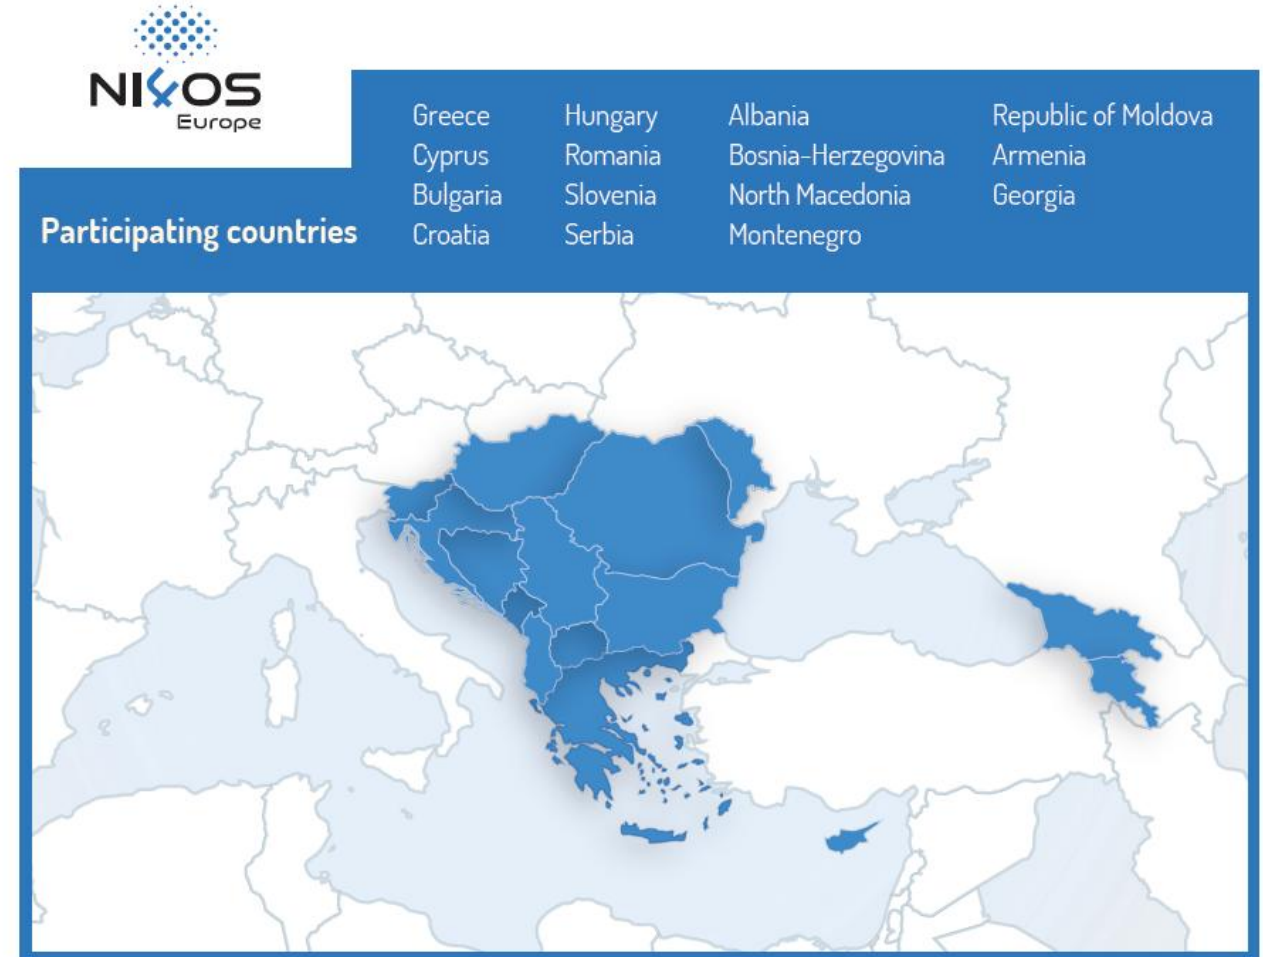 NI4OS
Europe
Participating countries
Greece
Cyprus
Bulgaria
Croatia
Hungary
Romania
Slovenia
Serbia
Albania
Bosnia-Herzegovina
North Macedonia
Montenegro
Republic of Moldova
Armenia
Georgia